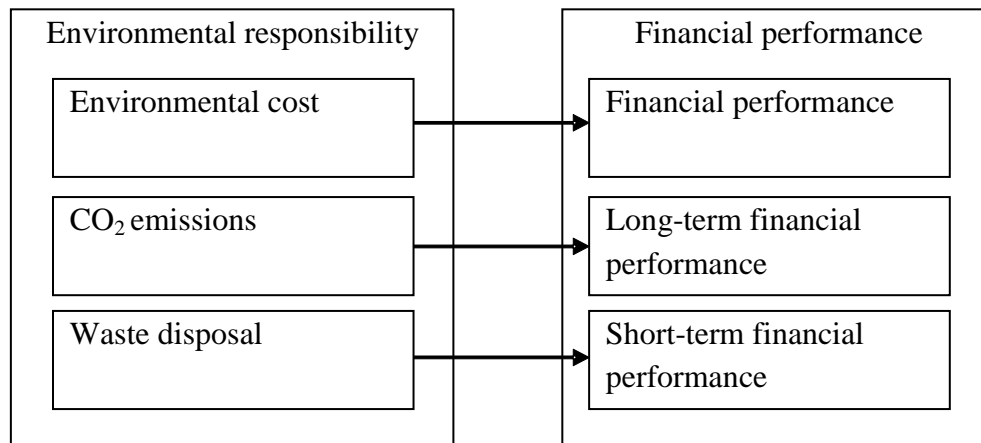 Environmental responsibility
Financial performance
Environmental cost
Financial performance
CO₂ emissions
Long-term financial
performance
Waste disposal
Short-term financial
performance